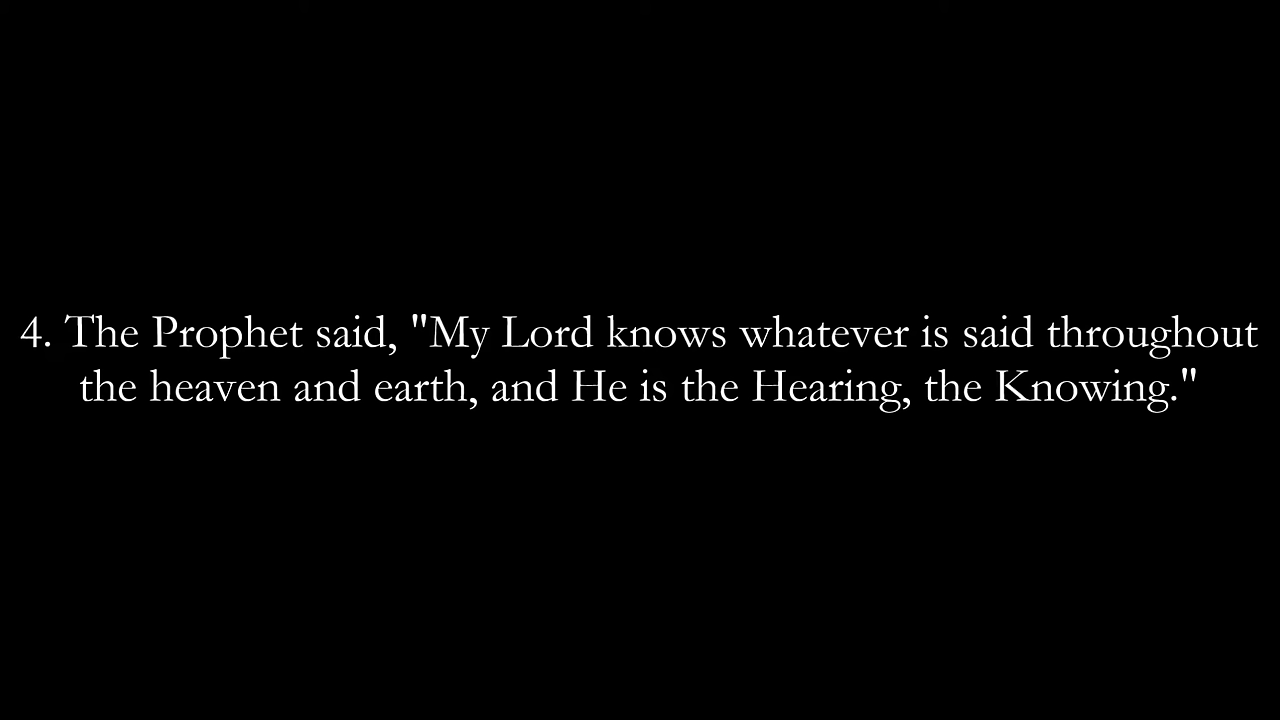 4. The Prophet said, "My Lord knows whatever is said throughout
the heaven and earth, and He is the Hearing, the Knowing."